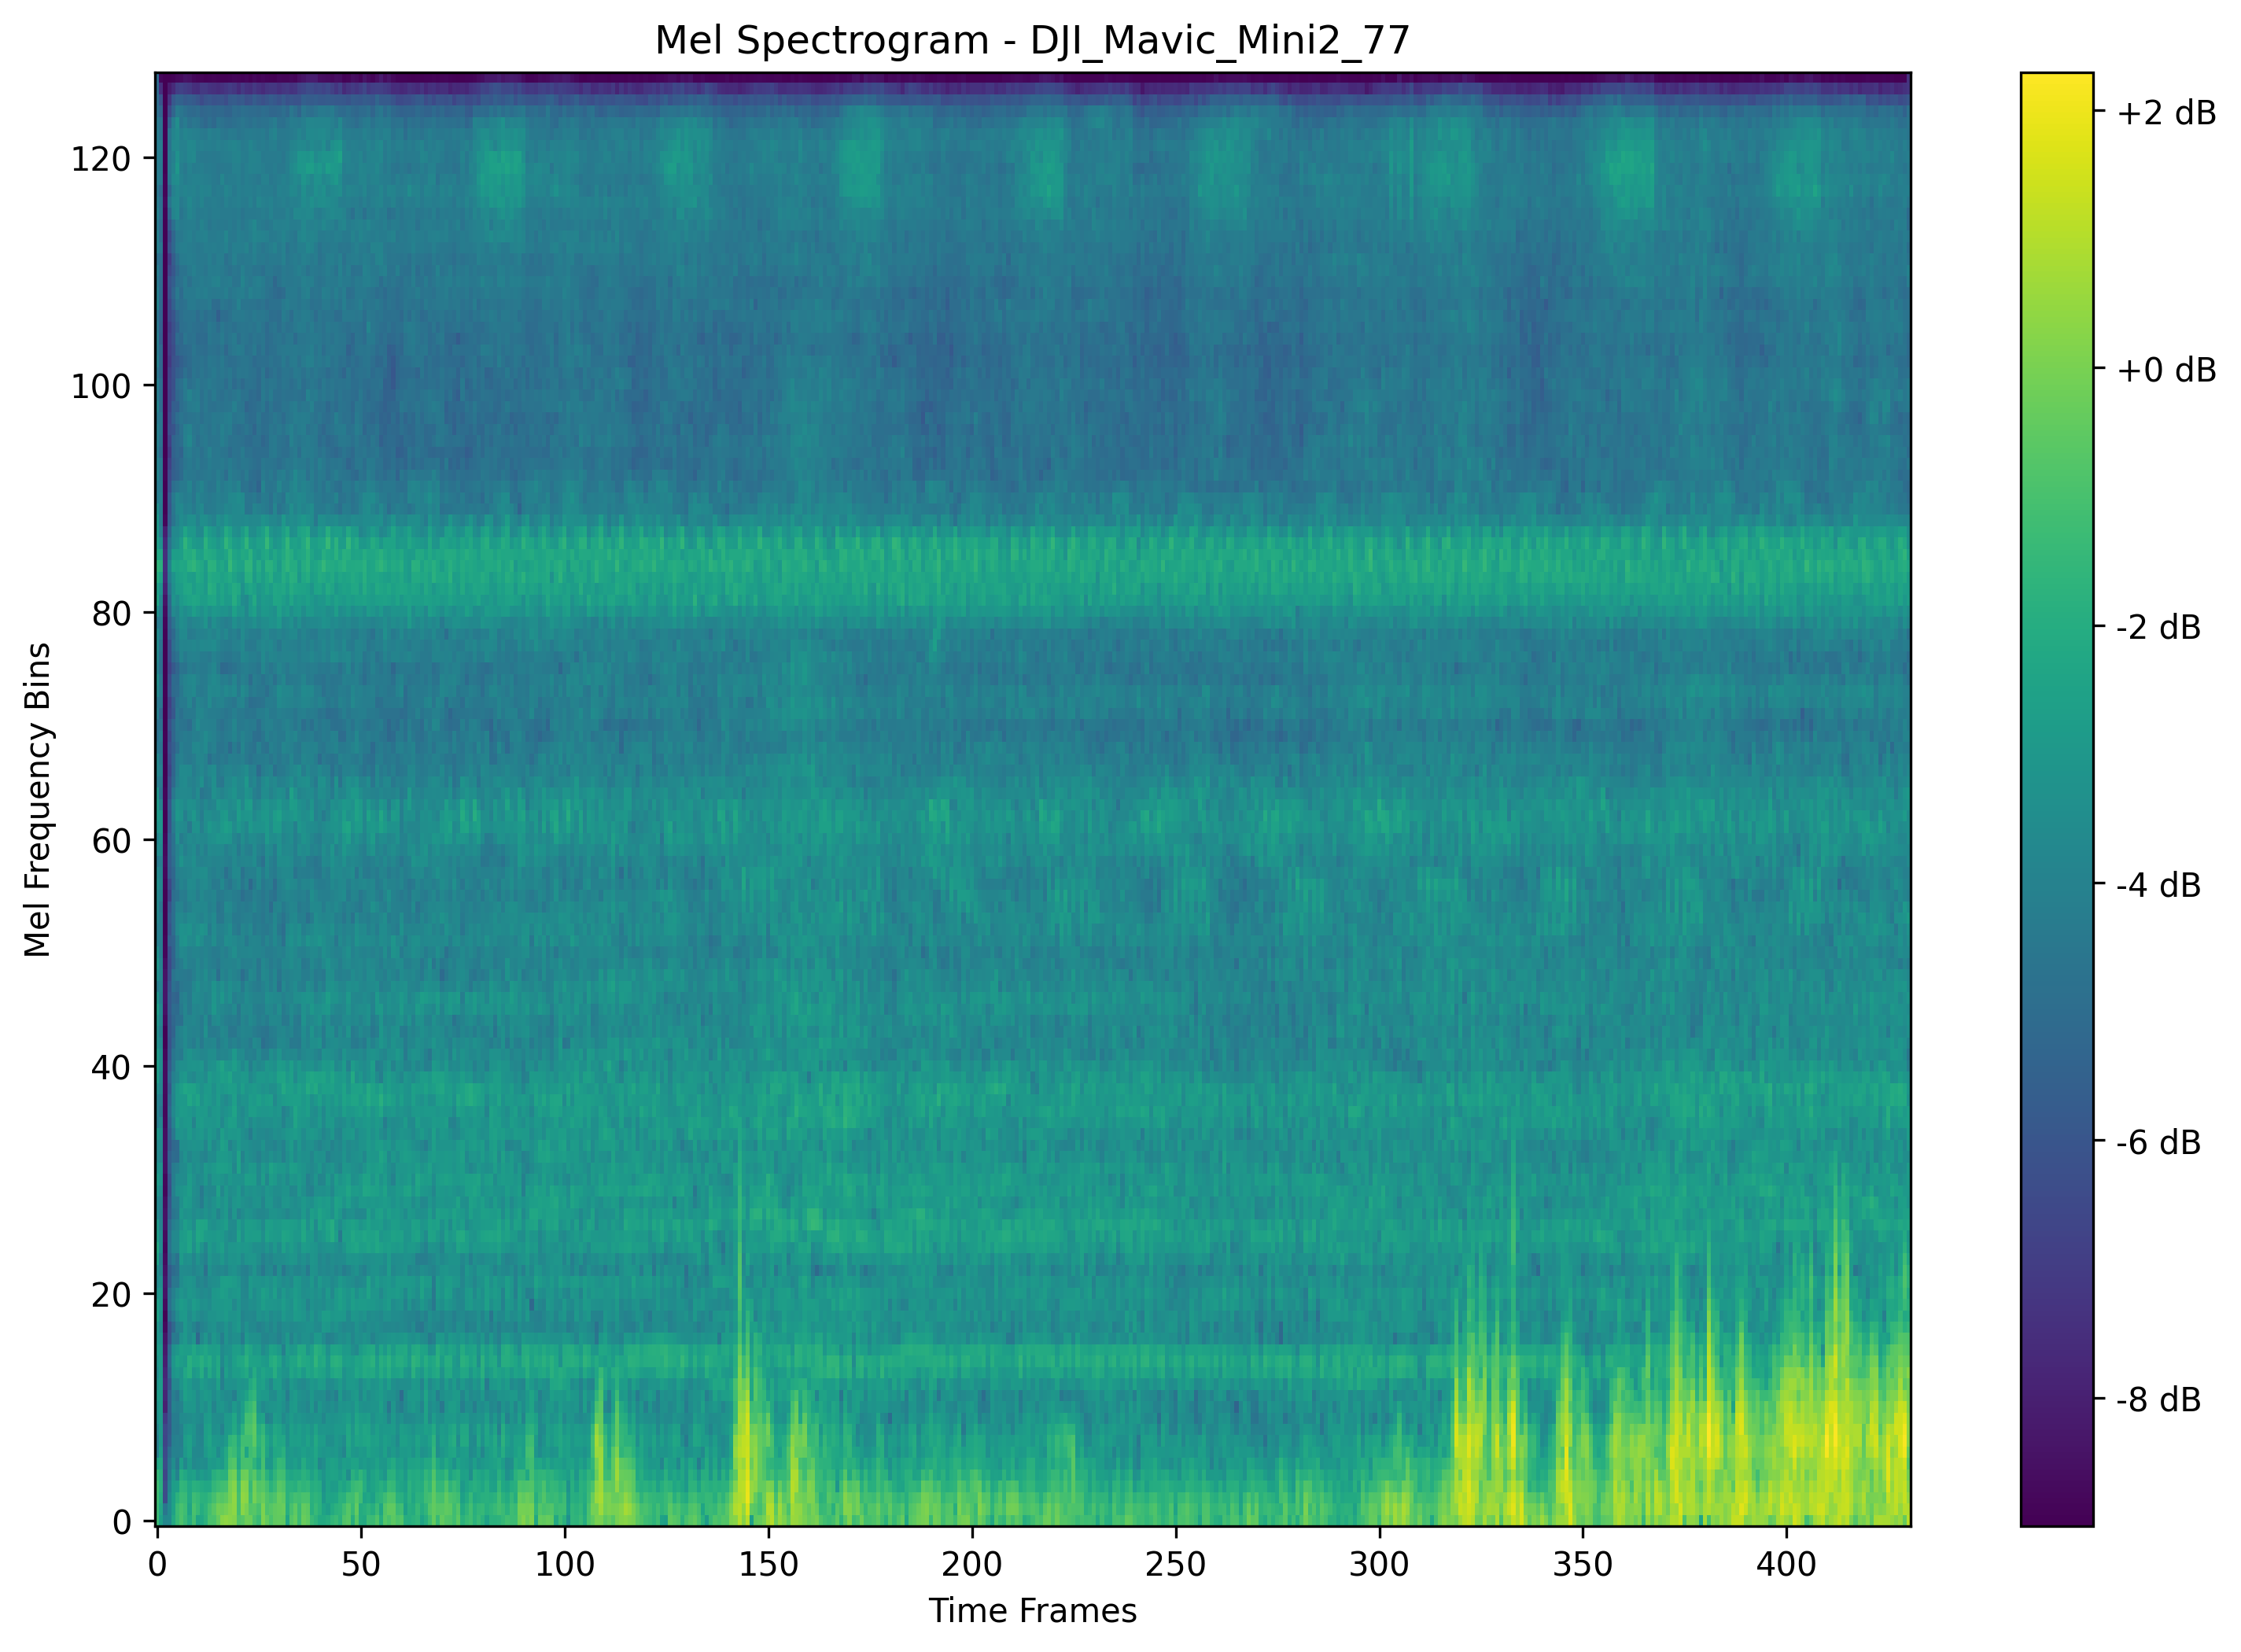 Mel Spectrogram - DJI_Mavic_Mini2_77
Mel Frequency Bins
120
100
80
60
40
20
0
0 50 100 150 200 250 300 350 400
Time Frames
+2 dB
+0 dB
-2 dB
-4 dB
-6 dB
-8 dB